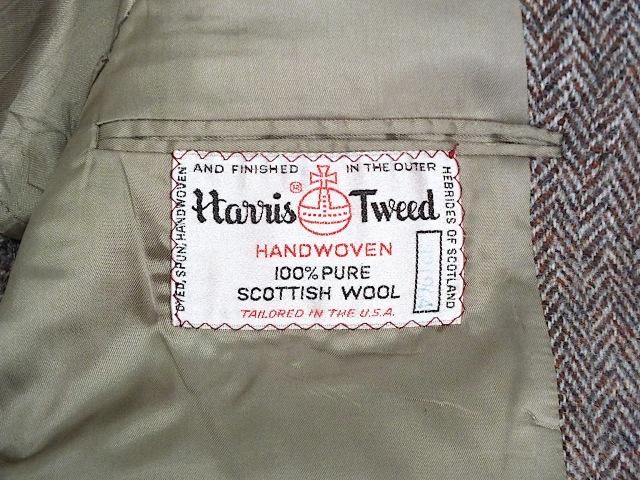 DYED, SPUN, HANDWOVEN
AND FINISHED IN THE OUTER
HEBRIDES OF SCOTLAND
Harris Tweed
HANDWOVEN
100% PURE
SCOTTISH WOOL
TAILORED IN THE U.S.A.